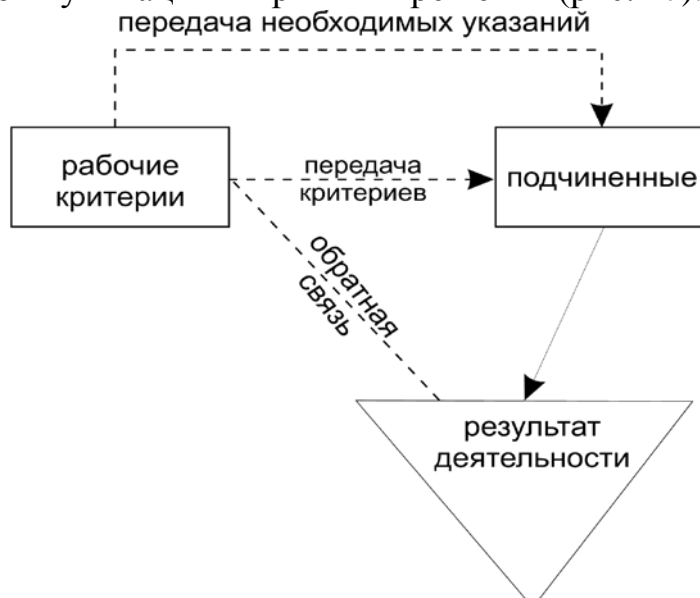 передача необходимых указаний
рабочие
критерии
передача
критериев
подчиненные
обратная
связь
результат
деятельности